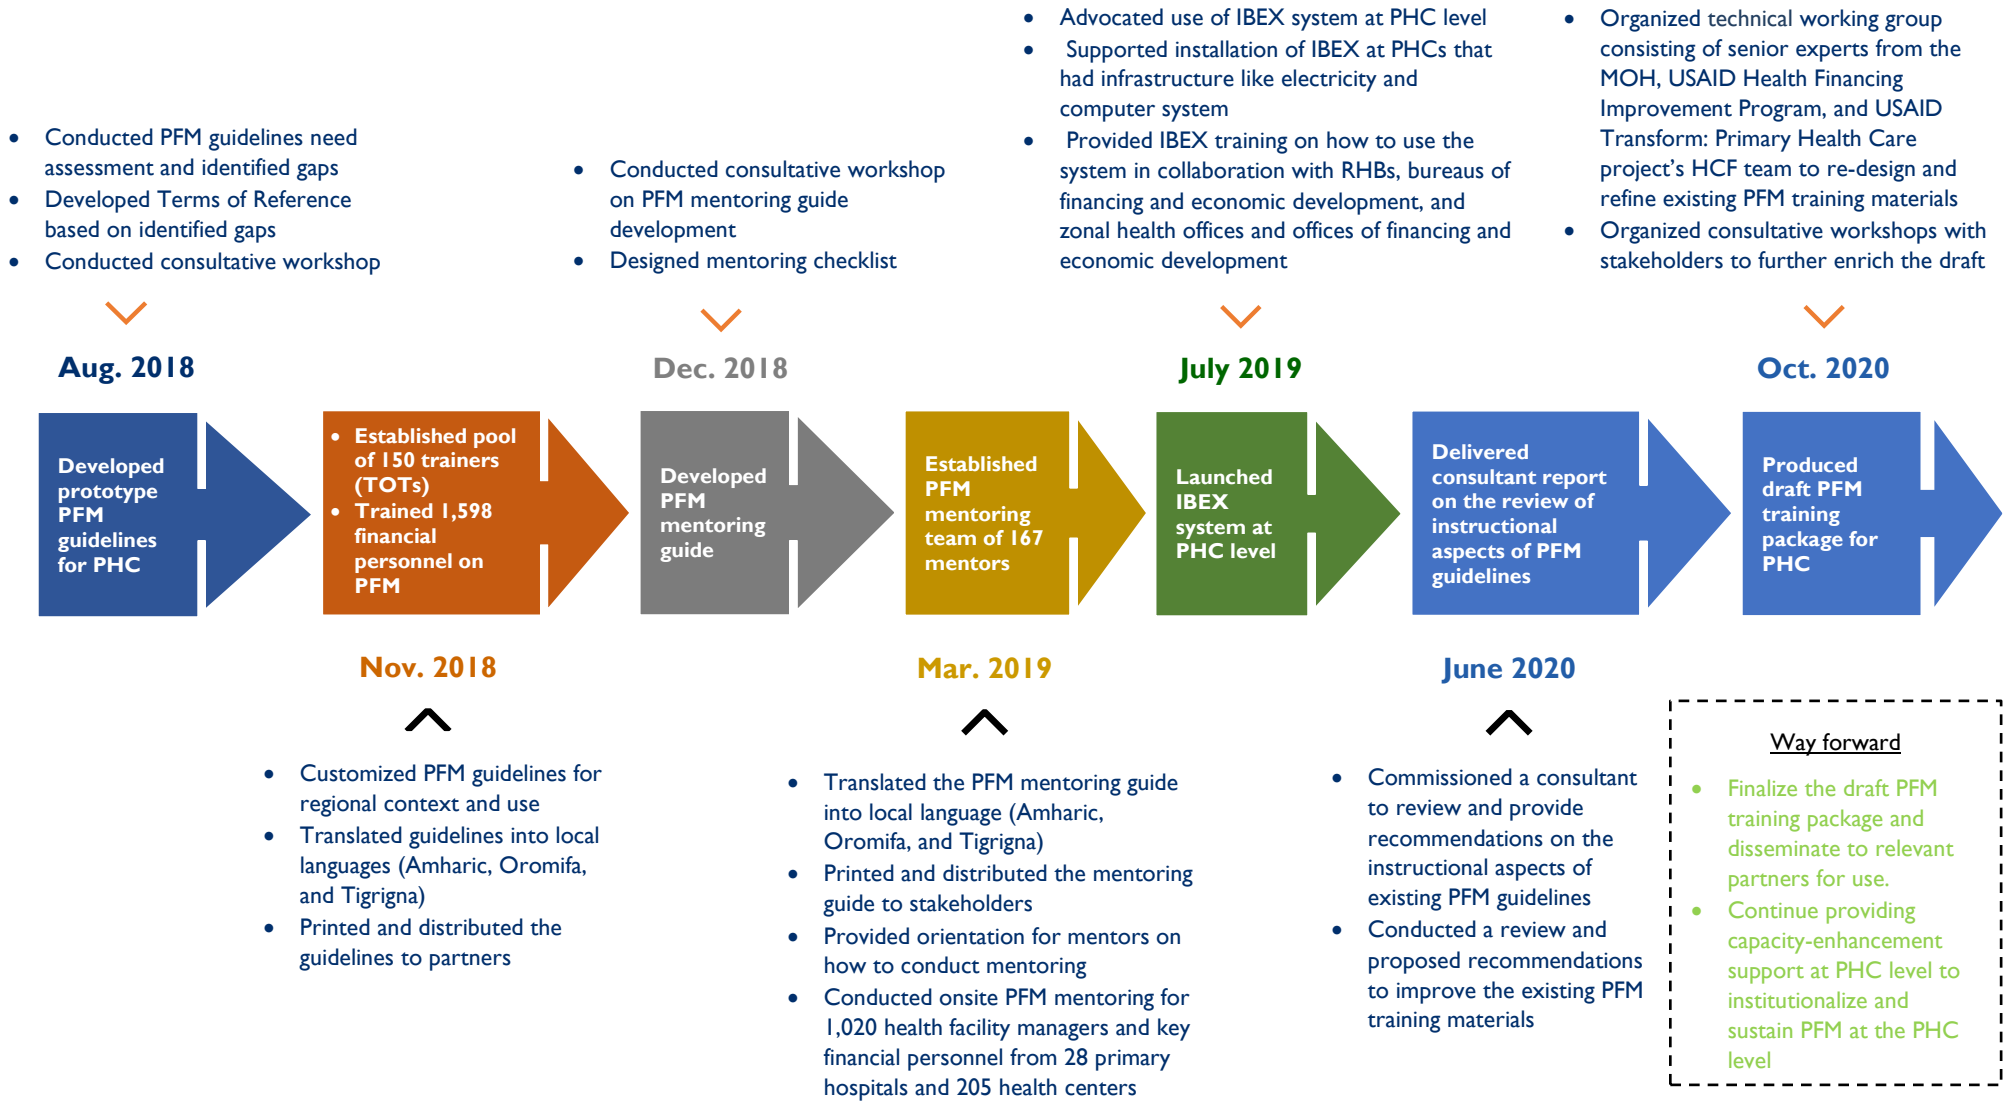 • Conducted PFM guidelines need
assessment and identified gaps
• Developed Terms of Reference
based on identified gaps
• Conducted consultative workshop
• Conducted consultative workshop
on PFM mentoring guide
development
• Designed mentoring checklist
• Advocated use of IBEX system at PHC level
• Supported installation of IBEX at PHCs that
had infrastructure like electricity and
computer system
• Provided IBEX training on how to use the
system in collaboration with RHBs, bureaus of
financing and economic development, and
zonal health offices and offices of financing and
economic development
• Organized technical working group
consisting of senior experts from the
MOH, USAID Health Financing
Improvement Program, and USAID
Transform: Primary Health Care
project's HCF team to re-design and
refine existing PFM training materials
• Organized consultative workshops with
stakeholders to further enrich the draft
Aug. 2018
Dec. 2018
July 2019
Oct. 2020
Developed
prototype
PFM
guidelines
for PHC
• Established pool
of 150 trainers
(TOTs)
• Trained 1,598
financial
personnel on
PFM
Developed
PFM
mentoring
guide
Established
PFM
mentoring
team of 167
mentors
Launched
IBEX
system at
PHC level
Delivered
consultant report
on the review of
instructional
aspects of PFM
guidelines
Produced
draft PFM
training
package for
PHC
Nov. 2018
Mar. 2019
June 2020
• Customized PFM guidelines for
regional context and use
• Translated guidelines into local
languages (Amharic, Oromifa,
and Tigrigna)
• Printed and distributed the
guidelines to partners
• Translated the PFM mentoring guide
into local language (Amharic,
Oromifa, and Tigrigna)
• Printed and distributed the mentoring
guide to stakeholders
• Provided orientation for mentors on
how to conduct mentoring
• Conducted onsite PFM mentoring for
1,020 health facility managers and key
financial personnel from 28 primary
hospitals and 205 health centers
• Commissioned a consultant
to review and provide
recommendations on the
instructional aspects of
existing PFM guidelines
• Conducted a review and
proposed recommendations
to improve the existing PFM
training materials
Way forward
• Finalize the draft PFM
training package and
disseminate to relevant
partners for use.
• Continue providing
capacity-enhancement
support at PHC level to
institutionalize and
sustain PFM at the PHC
level